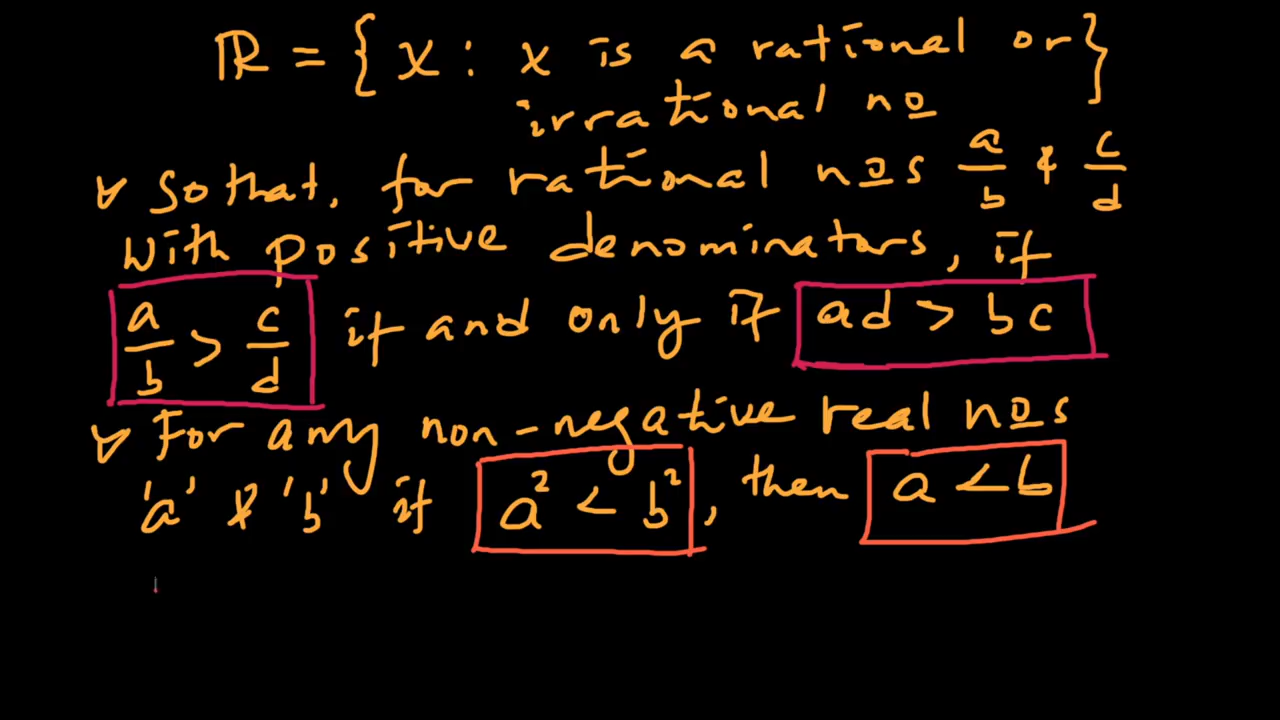 ℝ = { x : x is a rational or }
irrational no
∀ So that, for rational nos a/b & c/d
With positive denominators, if
a/b > c/d if and only if ad > bc
∀ For any non-negative real nos
'a' & 'b' if a² < b², then a < b